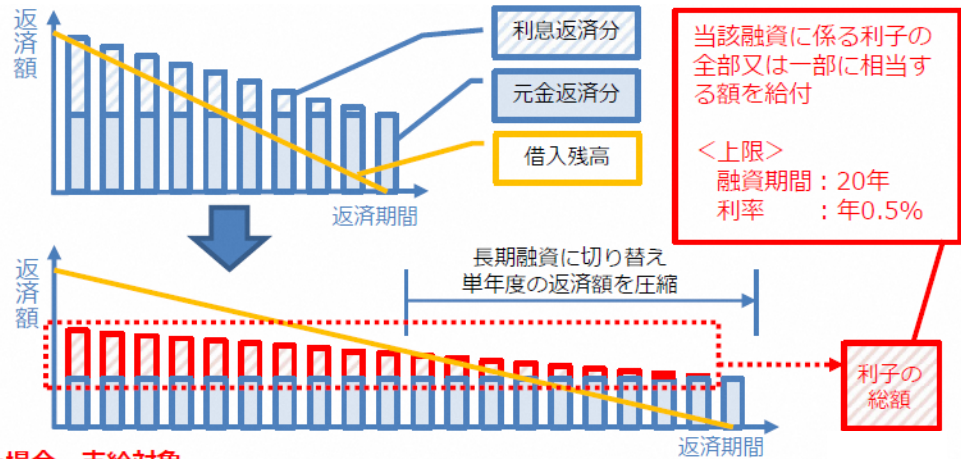 返済額
利息返済分
元金返済分
借入残高
返済期間
当該融資に係る利子の
全部又は一部に相当す
る額を給付
＜上限＞
融資期間：20年
利率　　：年0.5%
返済額
長期融資に切り替え
単年度の返済額を圧縮
利子の
総額
返済期間